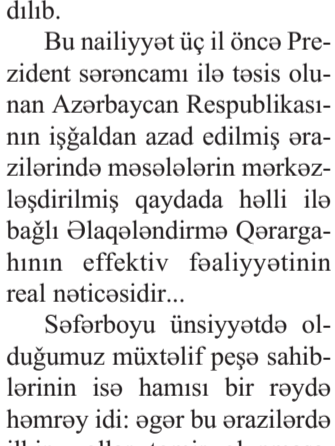 dılıb.
Bu nailiyyət üç il öncə Pre-
zident sərəncamı ilə təsis olu-
nan Azərbaycan Respublikası-
nın işğaldan azad edilmiş əra-
zilərində məsələlərin mərkəz-
ləşdirilmiş qaydada həlli ilə
bağlı Əlaqələndirmə Qərarga-
hının effektiv fəaliyyətinin
real nəticəsidir...
Səfərboyu ünsiyyətdə ol-
duğumuz müxtəlif peşə sahib-
lərinin isə hamısı bir rəydə
həmrəy idi: əgər bu ərazilərdə